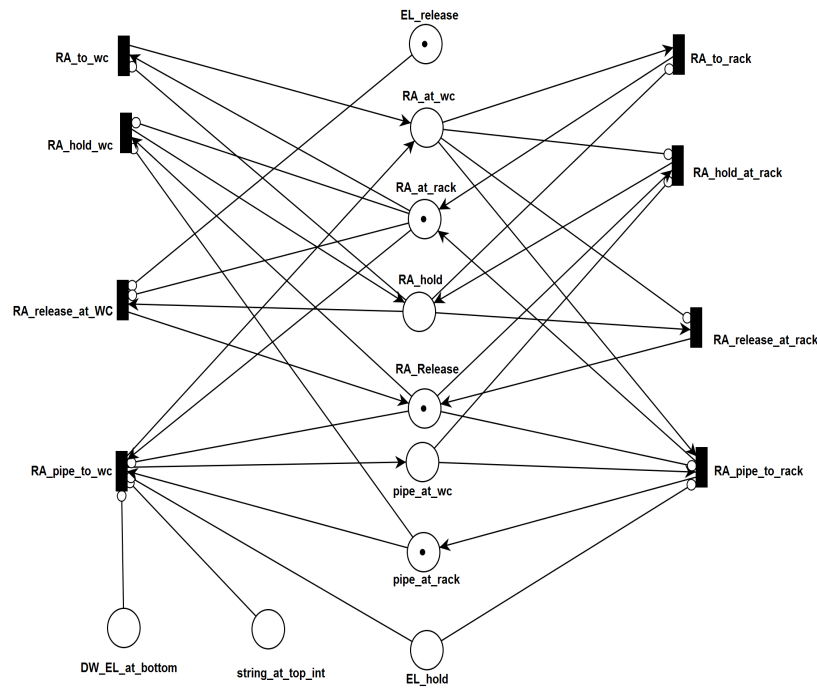 EL_release
RA_to_wc
RA_to_rack
RA_at_wc
RA_hold_wc
RA_hold_at_rack
RA_at_rack
RA_hold
RA_release_at_WC
RA_release_at_rack
RA_Release
RA_pipe_to_wc
RA_pipe_to_rack
pipe_at_wc
pipe_at_rack
DW_EL_at_bottom
string_at_top_int
EL_hold